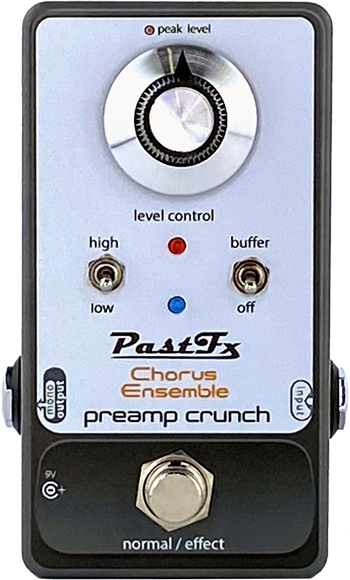 peak level
level control
high
buffer
low
off
PastFx
Chorus
Ensemble
preamp crunch
mono
output
input
9V
+
normal / effect